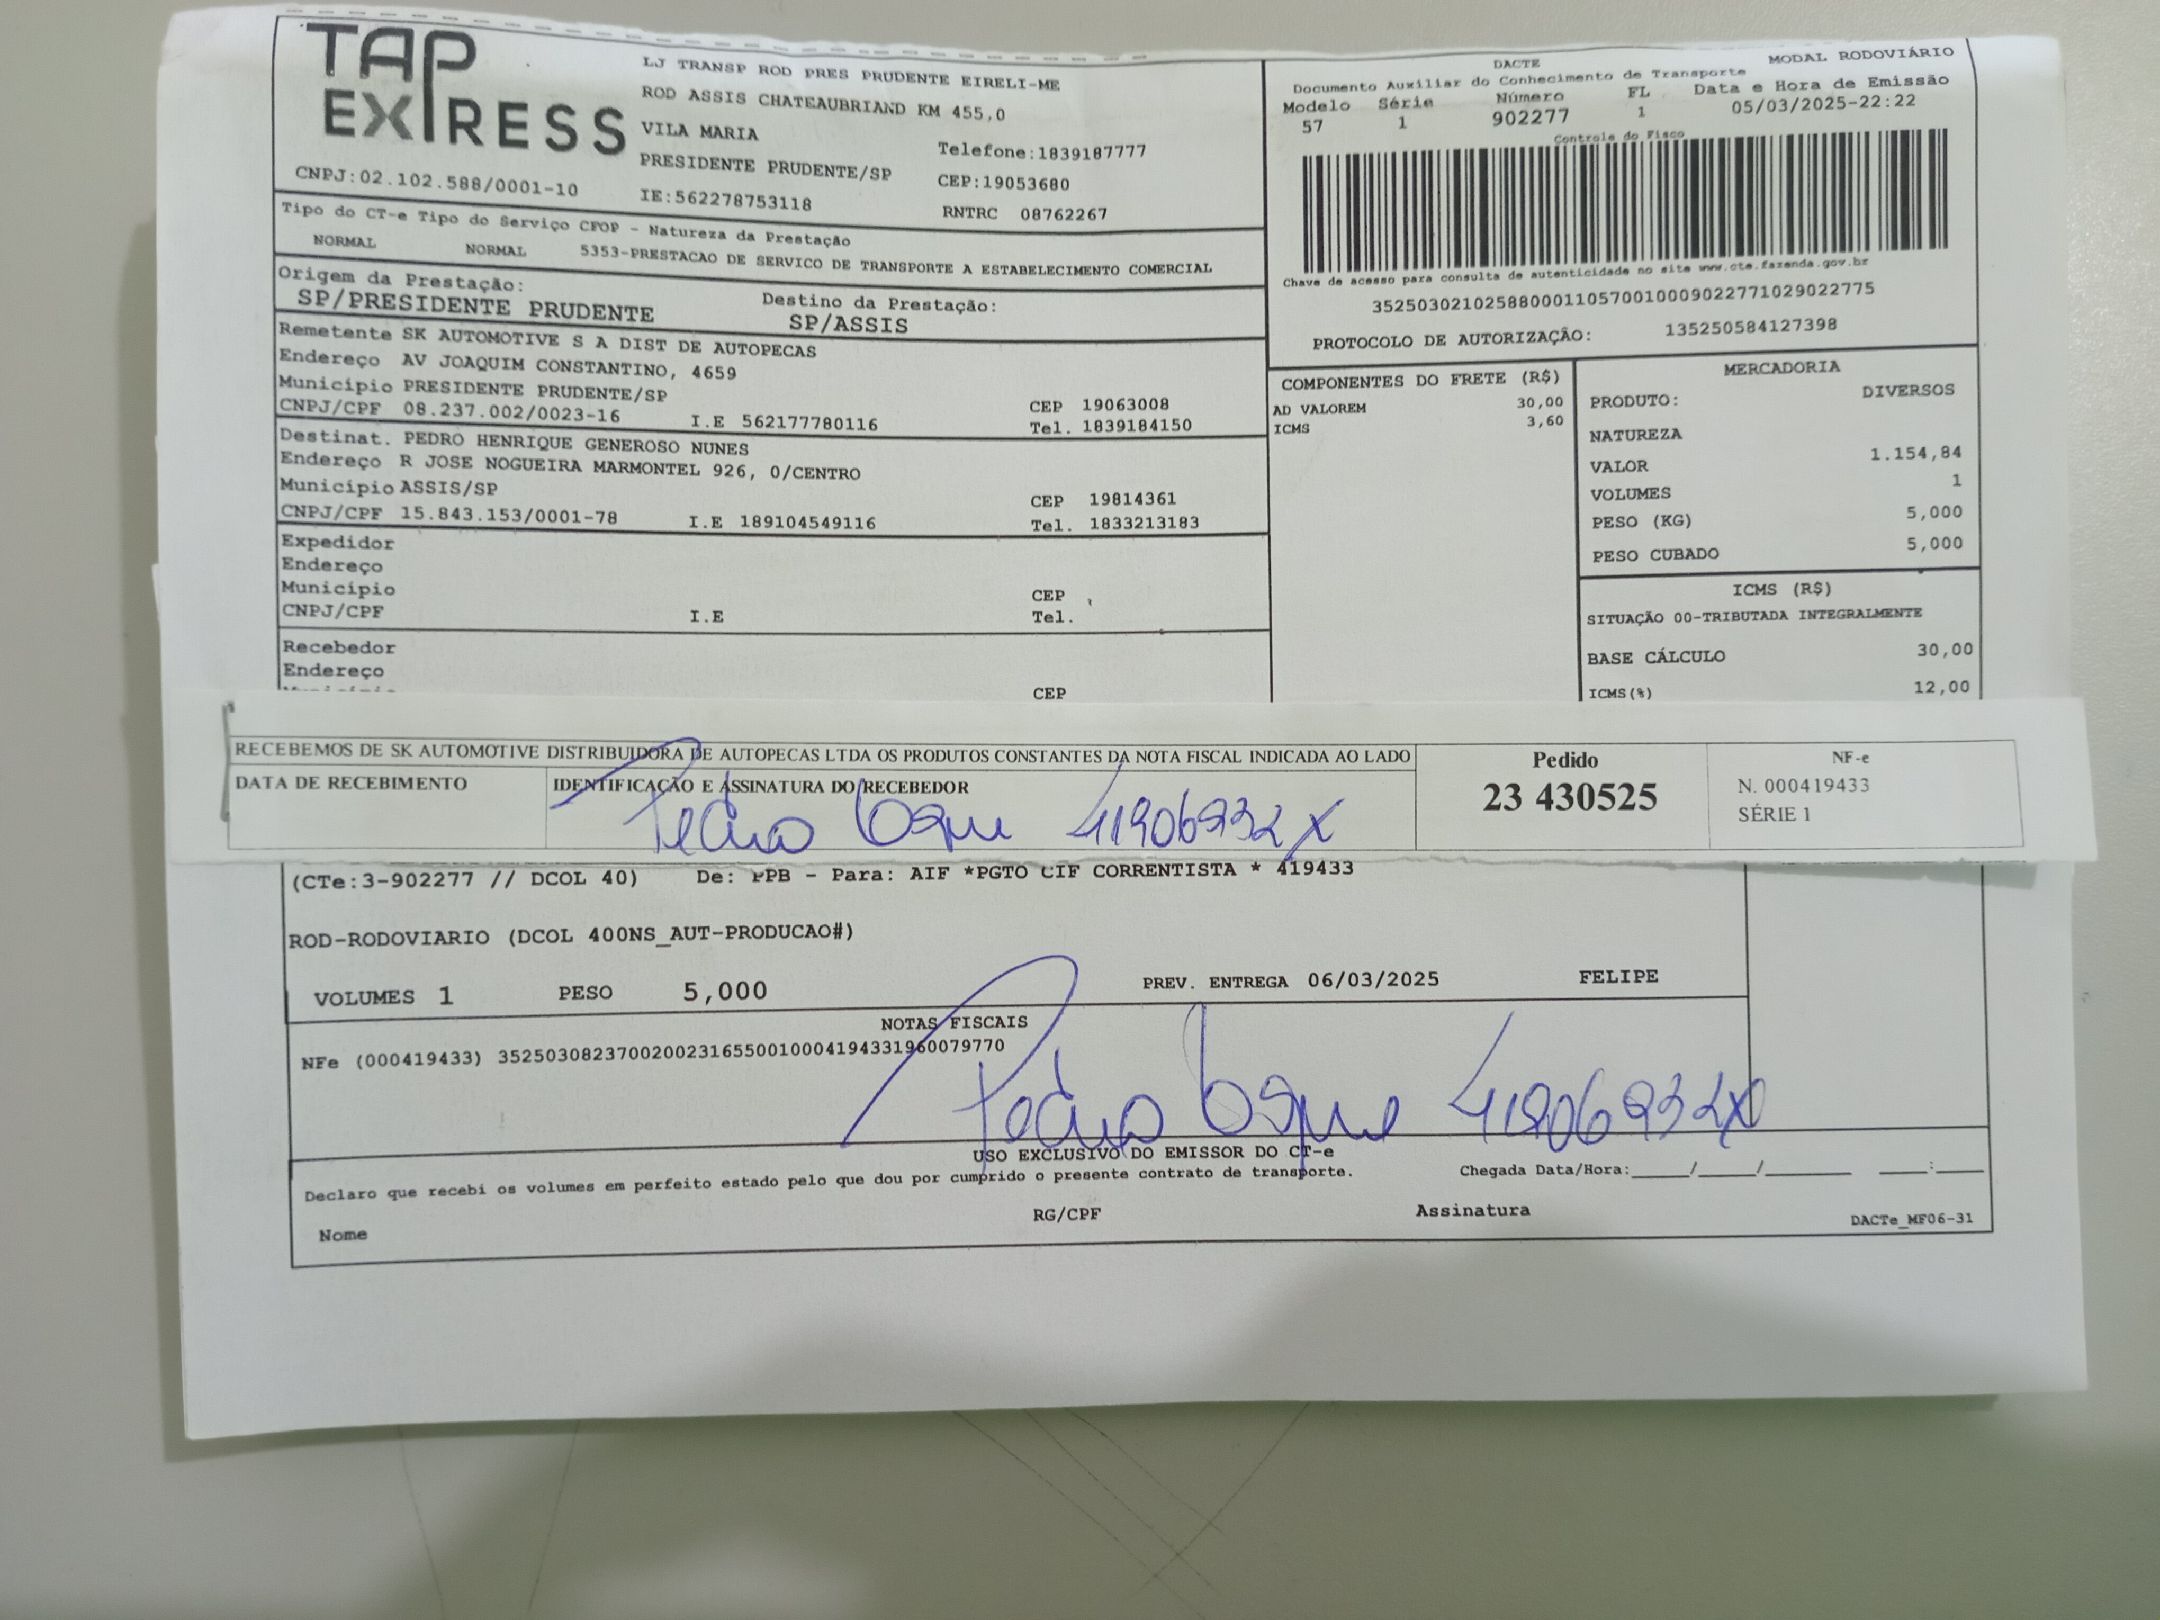 TAP
EXPRESS
CNPJ:02.102.588/0001-10
LJ TRANSP ROD PRES PRUDENTE EIRELI-ME
ROD ASSIS CHATEAUBRIAND KM 455,0
VILA MARIA
Telefone:1839187777
PRESIDENTE PRUDENTE/SP
CEP:19053680
IE:562278753118
RNTRC 08762267
DACTE
MODAL RODOVIÁRIO
Documento Auxiliar do Conhecimento de Transporte
Modelo Série Número FL Data e Hora de Emissão
57 1 902277 1 05/03/2025-22:22
Controle do Fisco
Chave de acesso para consulta de autenticidade no site www.cte.fazenda.gov.br
35250302102588000110570010009022771029022775
PROTOCOLO DE AUTORIZAÇÃO: 135250584127398
Tipo do CT-e Tipo do Serviço CFOP - Natureza da Prestação
NORMAL NORMAL 5353-PRESTACAO DE SERVICO DE TRANSPORTE A ESTABELECIMENTO COMERCIAL
Origem da Prestação: Destino da Prestação:
SP/PRESIDENTE PRUDENTE SP/ASSIS
Remetente SK AUTOMOTIVE S A DIST DE AUTOPECAS
Endereço AV JOAQUIM CONSTANTINO, 4659
Município PRESIDENTE PRUDENTE/SP CEP 19063008
CNPJ/CPF 08.237.002/0023-16 I.E 562177780116 Tel. 1839184150
Destinat. PEDRO HENRIQUE GENEROSO NUNES
Endereço R JOSE NOGUEIRA MARMONTEL 926, 0/CENTRO
Município ASSIS/SP CEP 19814361
CNPJ/CPF 15.843.153/0001-78 I.E 189104549116 Tel. 1833213183
Expedidor
Endereço
Município CEP
CNPJ/CPF I.E Tel.
Recebedor
Endereço
CEP
COMPONENTES DO FRETE (R$)
AD VALOREM 30,00
ICMS 3,60
MERCADORIA
PRODUTO: DIVERSOS
NATUREZA
VALOR 1.154,84
VOLUMES 1
PESO (KG) 5,000
PESO CUBADO 5,000
ICMS (R$)
SITUAÇÃO 00-TRIBUTADA INTEGRALMENTE
BASE CÁLCULO 30,00
ICMS(%) 12,00
RECEBEMOS DE SK AUTOMOTIVE DISTRIBUIDORA DE AUTOPECAS LTDA OS PRODUTOS CONSTANTES DA NOTA FISCAL INDICADA AO LADO
DATA DE RECEBIMENTO
IDENTIFICAÇÃO E ASSINATURA DO RECEBEDOR
Pedro
Pedido
23 430525
NF-e
N. 000419433
SÉRIE 1
(CTe:3-902277 // DCOL 40) De: PPB - Para: AIF *PGTO CIF CORRENTISTA * 419433
ROD-RODOVIARIO (DCOL 400NS_AUT-PRODUCAO#)
VOLUMES 1 PESO 5,000 PREV. ENTREGA 06/03/2025 FELIPE
NOTAS FISCAIS
NFe (000419433) 35250308237002002316550010004194331960079770
Pedro
USO EXCLUSIVO DO EMISSOR DO CT-e
Declaro que recebi os volumes em perfeito estado pelo que dou por cumprido o presente contrato de transporte.
Chegada Data/Hora:____/____/______ ___:____
Nome RG/CPF Assinatura
DACTe_MF06-31